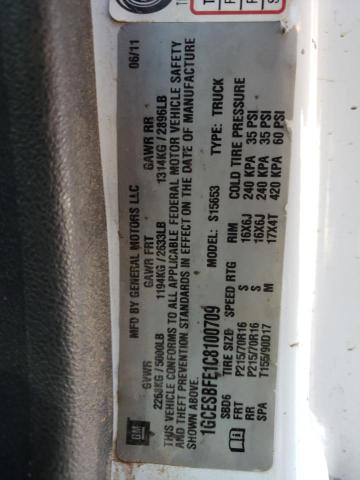 GM
MFD BY GENERAL MOTORS LLC 06/11
GVWR GAWR FRT GAWR RR
2268KG/5000LB 1194KG/2633LB 1314KG/2896LB
THIS VEHICLE CONFORMS TO ALL APPLICABLE FEDERAL MOTOR VEHICLE SAFETY
AND THEFT PREVENTION STANDARDS IN EFFECT ON THE DATE OF MANUFACTURE
SHOWN ABOVE.
1GCESBFE1C8100709 MODEL: S15653 TYPE: TRUCK
SBD6 TIRE SIZE SPEED RTG RIM COLD TIRE PRESSURE
FRT P215/70R16 S 16X6J 240 KPA 35 PSI
RR P215/70R16 S 16X6J 240 KPA 35 PSI
SPA T155/90D17 M 17X4T 420 KPA 60 PSI